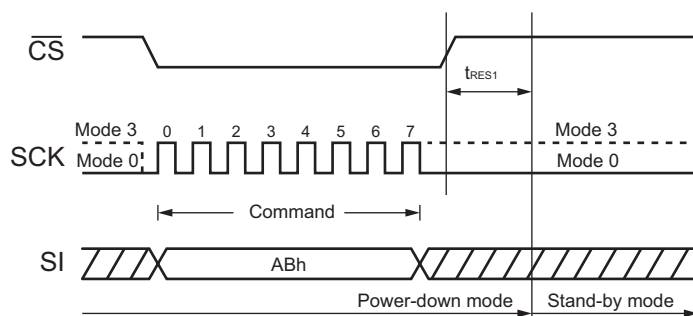 CS
tRES1
Mode 3 0 1 2 3 4 5 6 7 Mode 3
SCK
Mode 0 Mode 0
Command
SI ABh
Power-down mode Stand-by mode